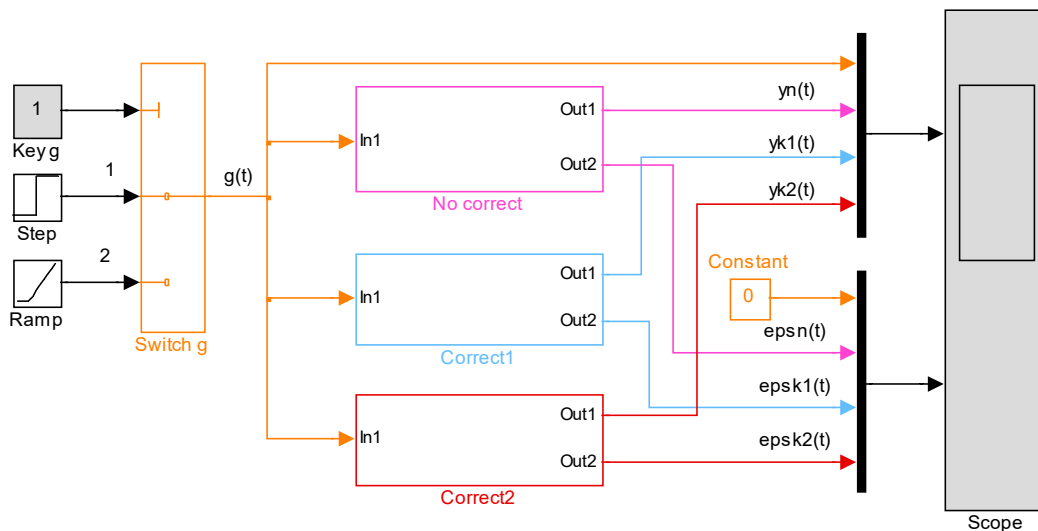 1
Key g
1
Step
2
Ramp
Switch g
g(t)
In1
Out1
Out2
No correct
In1
Out1
Out2
Correct1
In1
Out1
Out2
Correct2
yn(t)
yk1(t)
yk2(t)
Constant
0
epsn(t)
epsk1(t)
epsk2(t)
Scope